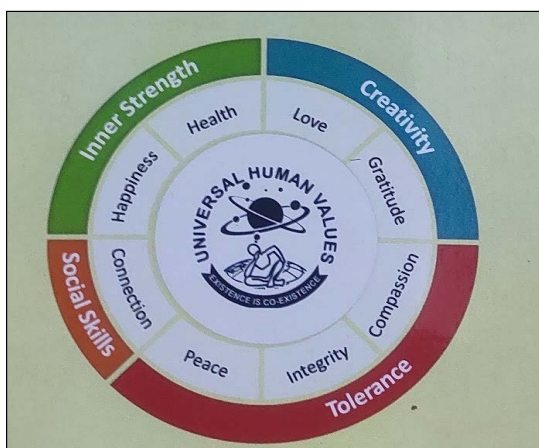 Inner Strength
Creativity
Tolerance
Social Skills
Health
Love
Gratitude
Compassion
Integrity
Peace
Connection
Happiness
UNIVERSAL HUMAN VALUES
EXISTENCE IS CO-EXISTENCE